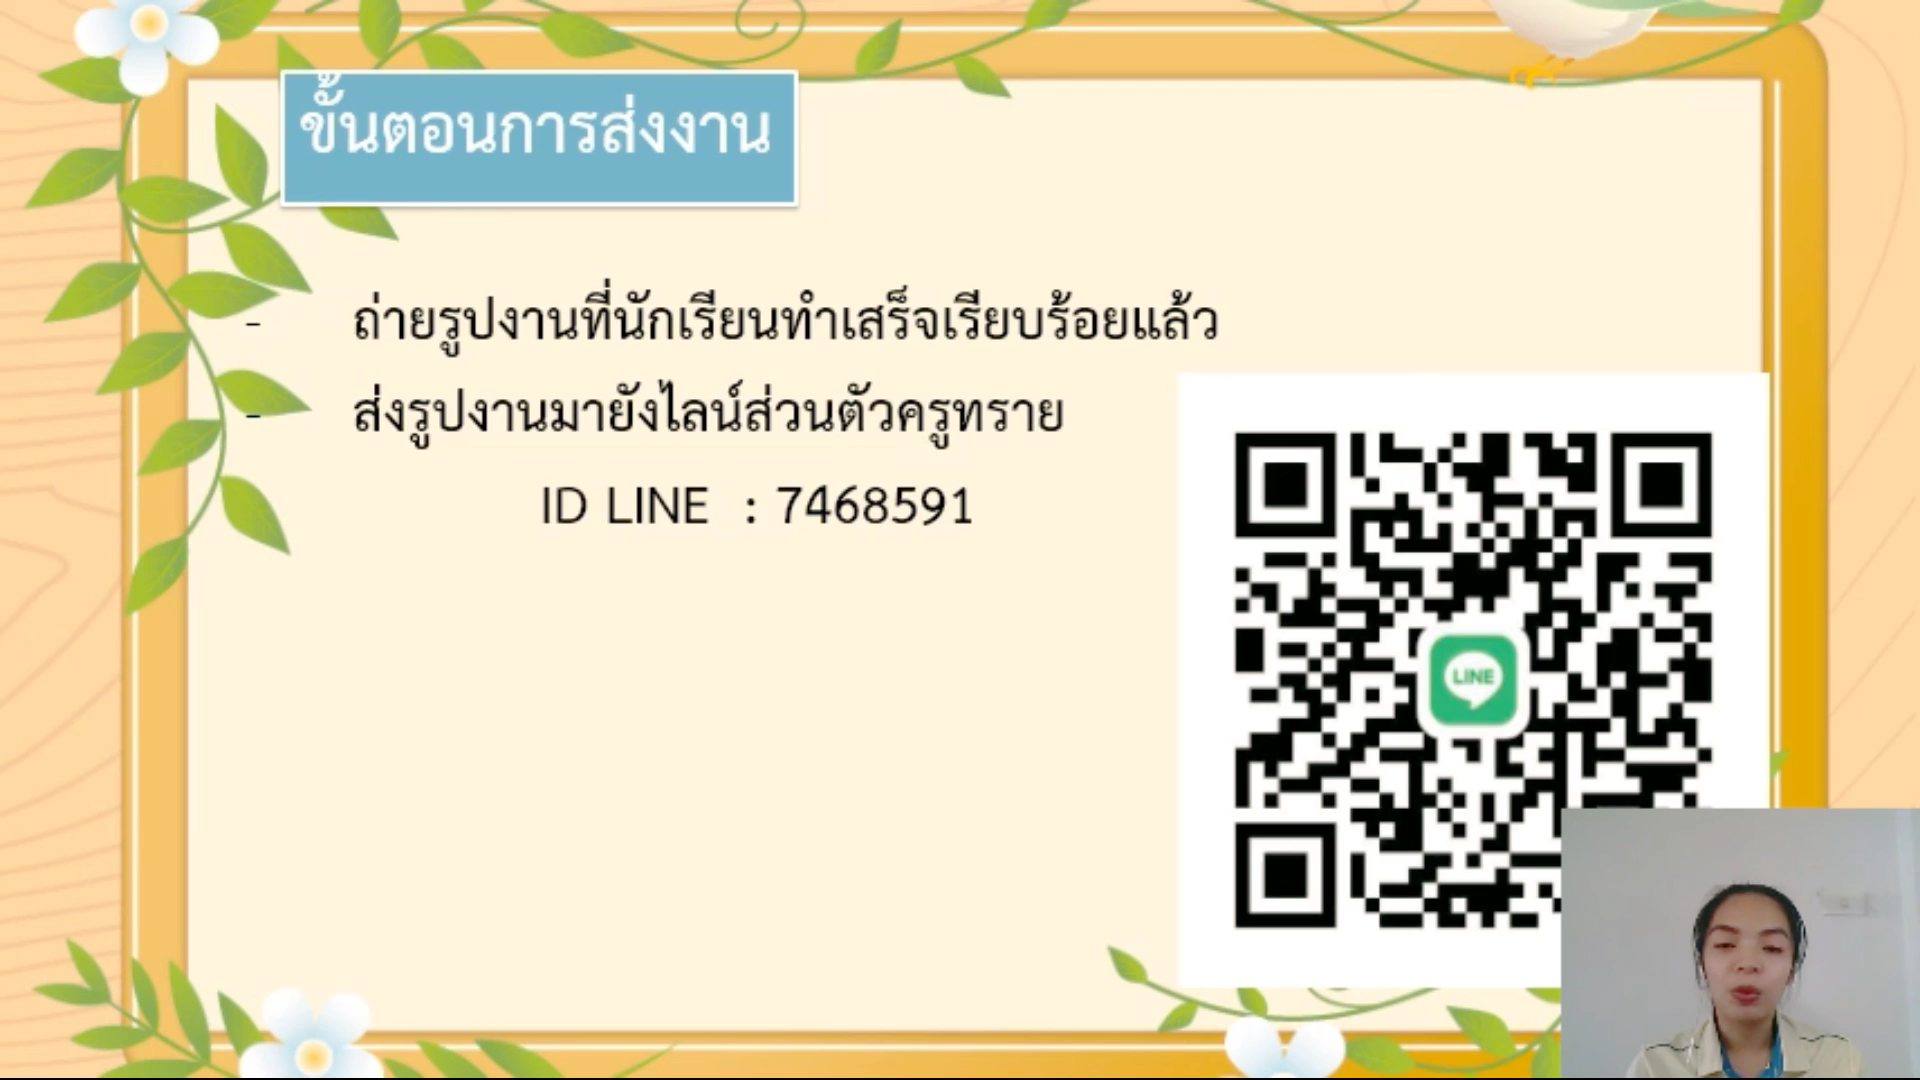 ขั้นตอนการส่งงาน
- ถ่ายรูปงานที่นักเรียนทำเสร็จเรียบร้อยแล้ว
- ส่งรูปงานมายังไลน์ส่วนตัวครูทราย
ID LINE : 7468591
LINE